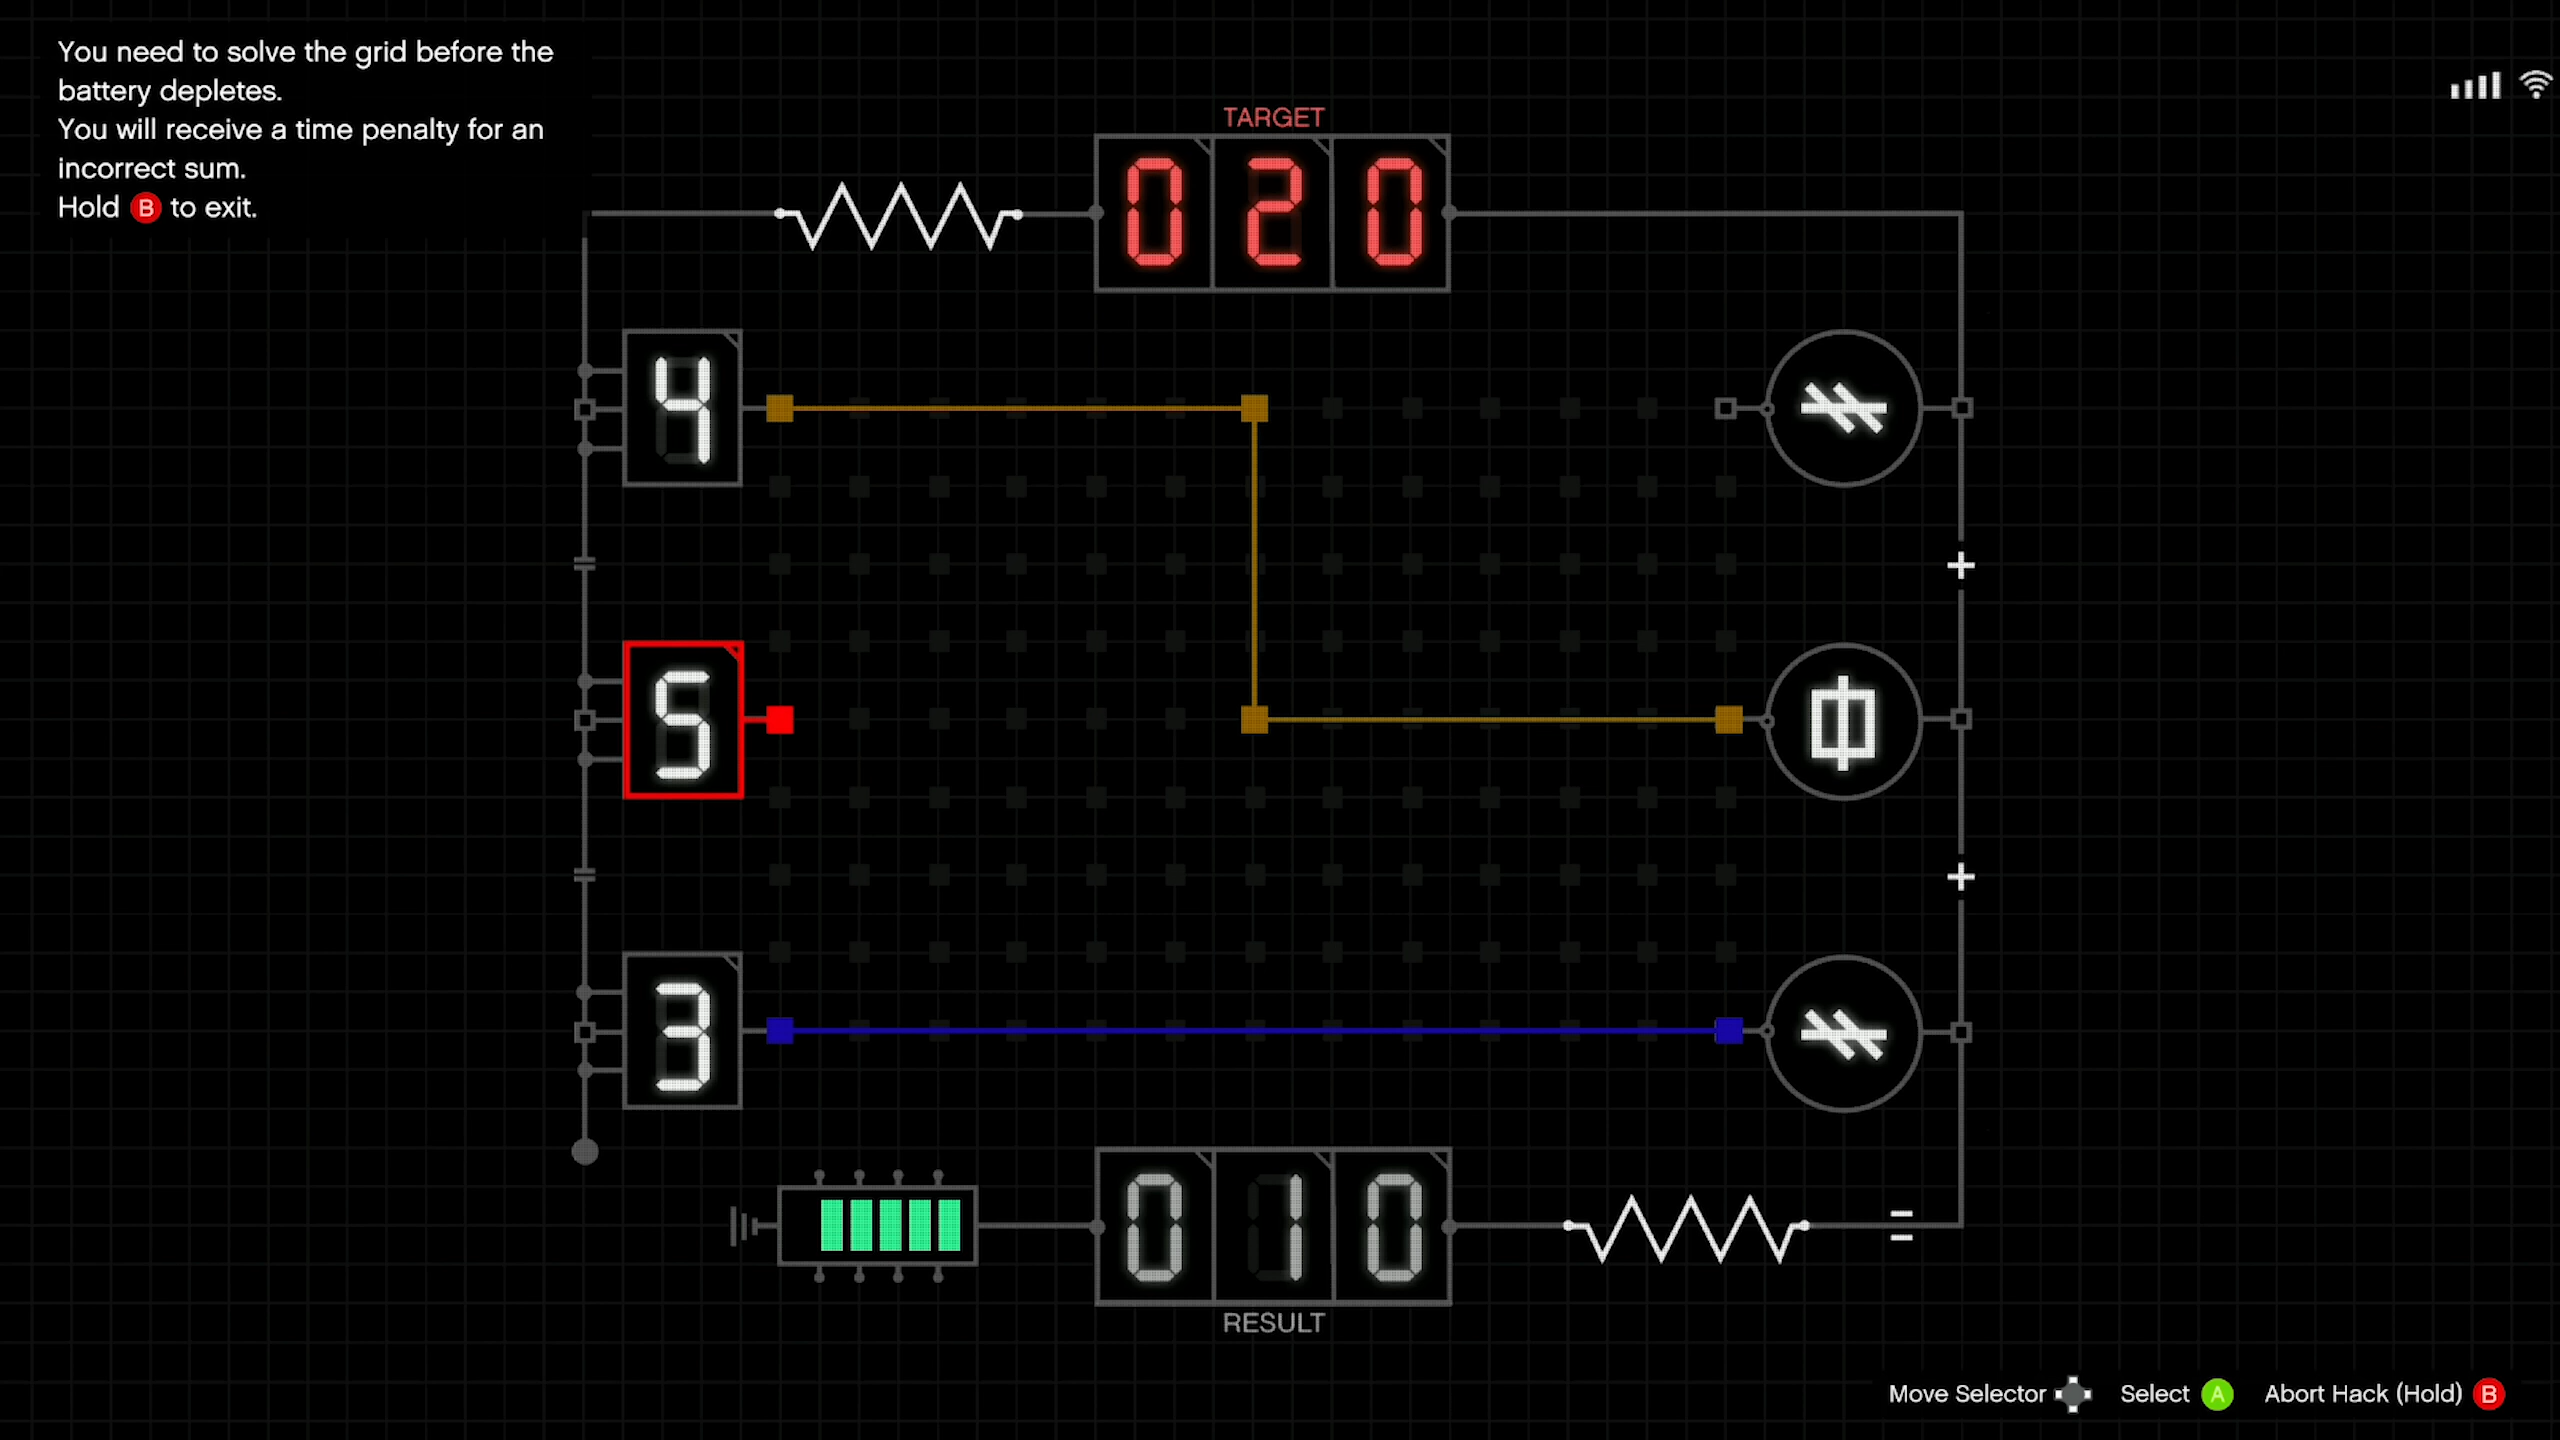 You need to solve the grid before the
battery depletes.
You will receive a time penalty for an
incorrect sum.
Hold B to exit.
TARGET
020
4
5
3
+
+
=
010
RESULT
Move Selector Select A Abort Hack (Hold) B